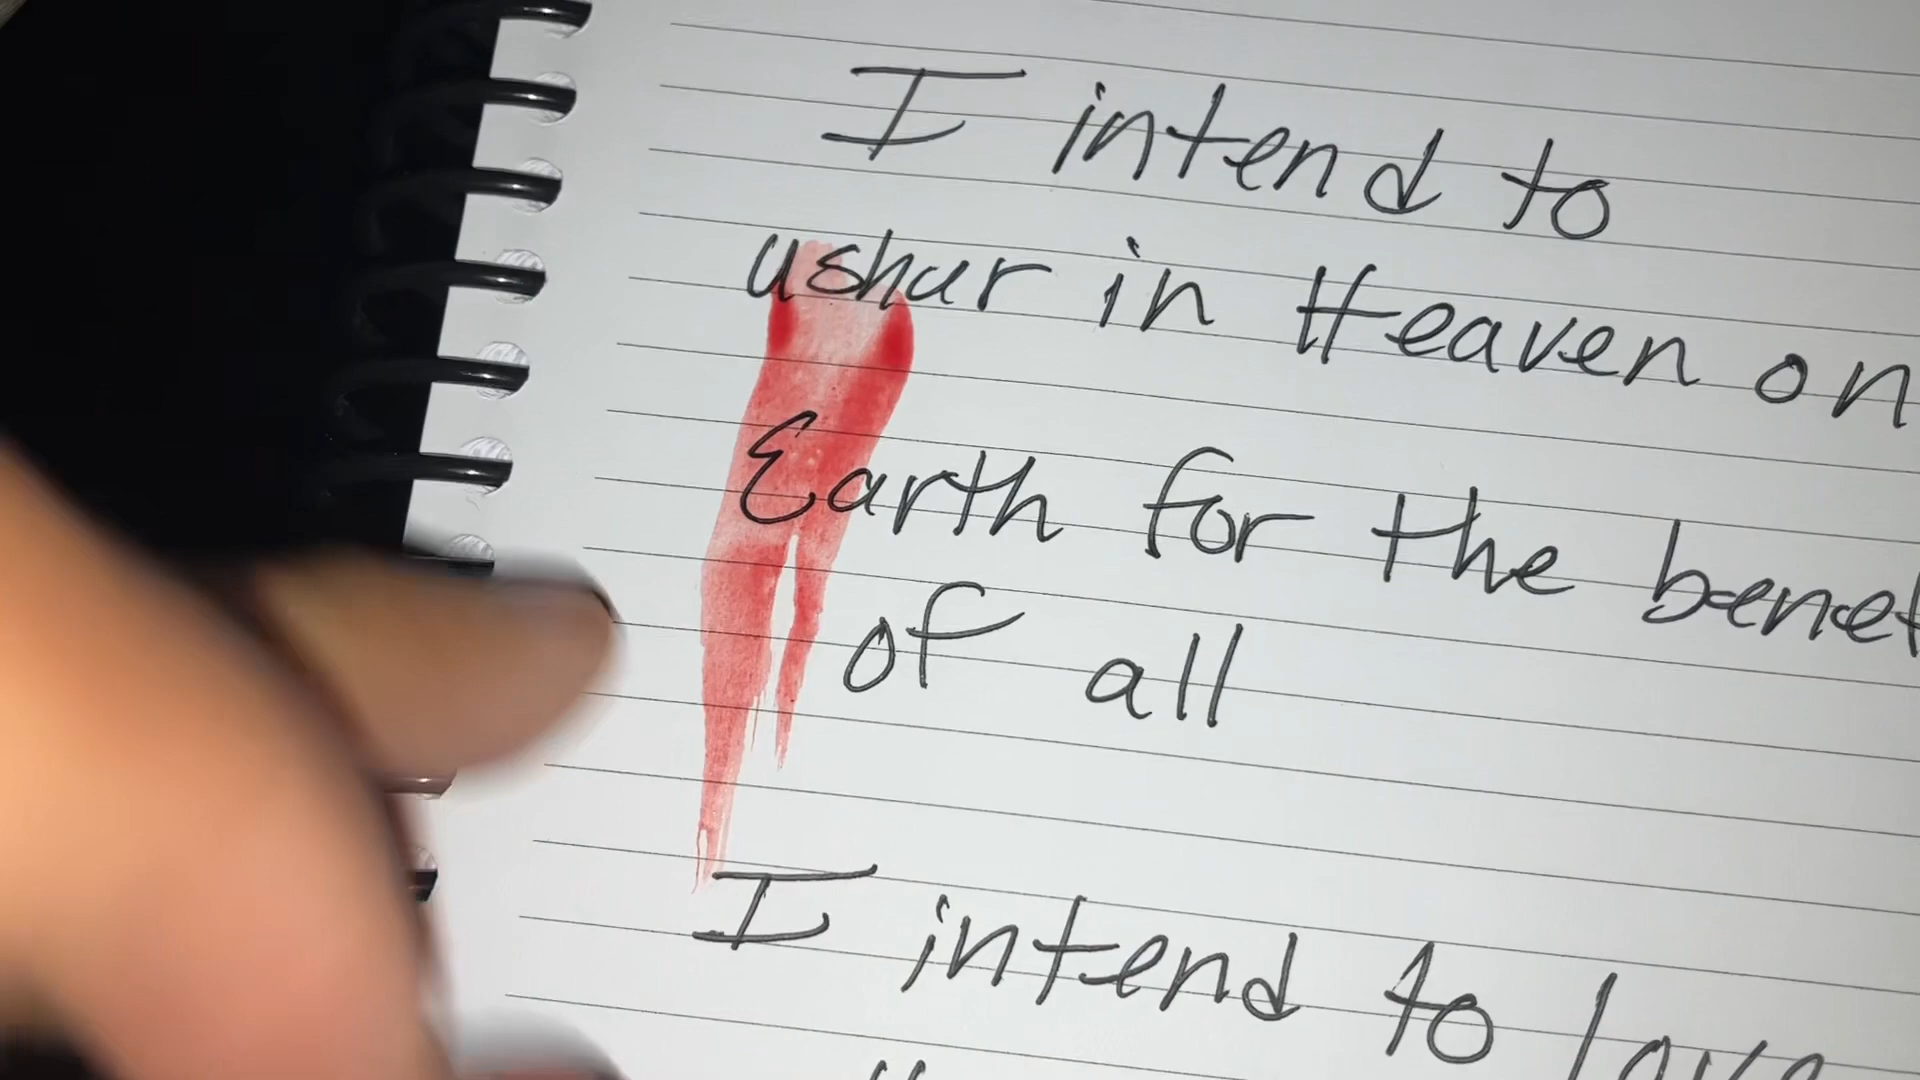 I intend to
ushur in Heaven on
Earth for the
of all
I intend to